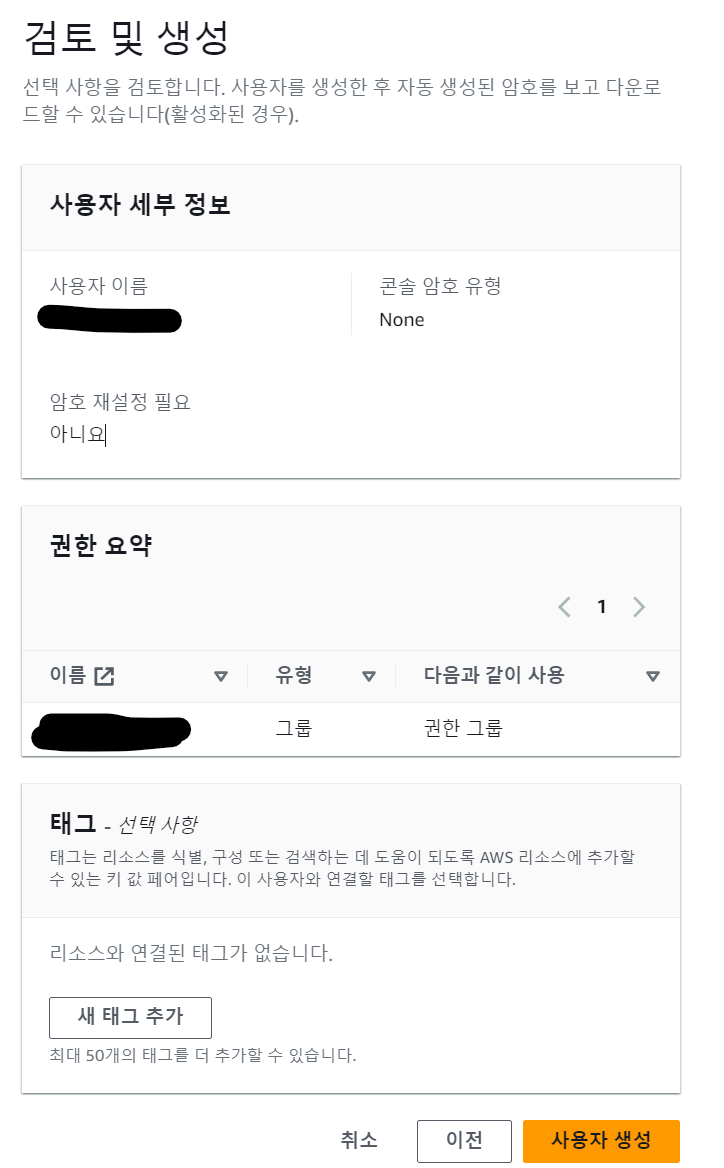 검토 및 생성
선택 사항을 검토합니다. 사용자를 생성한 후 자동 생성된 암호를 보고 다운로
드할 수 있습니다(활성화된 경우).
사용자 세부 정보
사용자 이름
콘솔 암호 유형
None
암호 재설정 필요
아니요
권한 요약
1
이름 유형 다음과 같이 사용
그룹 권한 그룹
태그 - 선택 사항
태그는 리소스를 식별, 구성 또는 검색하는 데 도움이 되도록 AWS 리소스에 추가할
수 있는 키 값 페어입니다. 이 사용자와 연결할 태그를 선택합니다.
리소스와 연결된 태그가 없습니다.
새 태그 추가
최대 50개의 태그를 더 추가할 수 있습니다.
취소 이전 사용자 생성